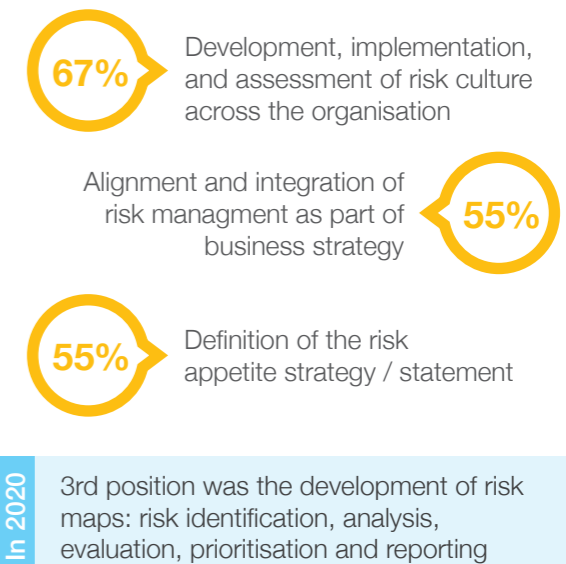 67%
Development, implementation,
and assessment of risk culture
across the organisation
Alignment and integration of
risk managment as part of
business strategy
55%
55%
Definition of the risk
appetite strategy / statement
In 2020
3rd position was the development of risk
maps: risk identification, analysis,
evaluation, prioritisation and reporting